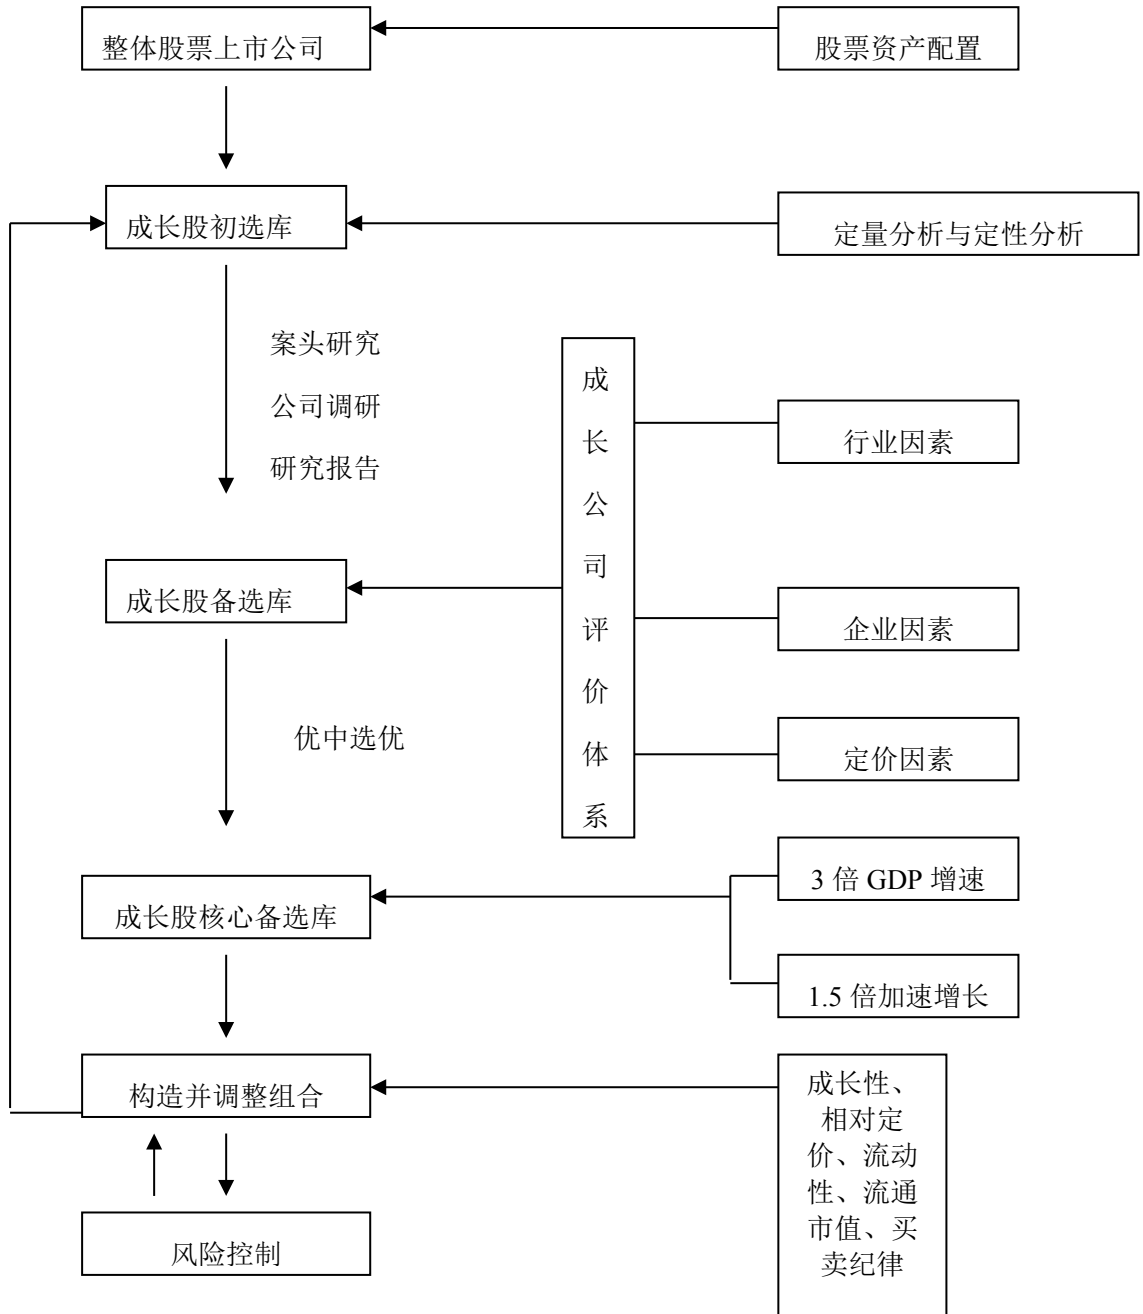 整体股票上市公司
股票资产配置
成长股初选库
定量分析与定性分析
案头研究
公司调研
研究报告
成长公司评价体系
行业因素
成长股备选库
企业因素
优中选优
定价因素
3 倍 GDP 增速
成长股核心备选库
1.5 倍加速增长
构造并调整组合
成长性、
相对定
价、流动
性、流通
市值、买
卖纪律
风险控制